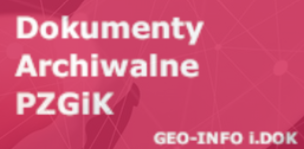 Dokumenty
Archiwalne
PZGiK
GEO-INFO i.DOK